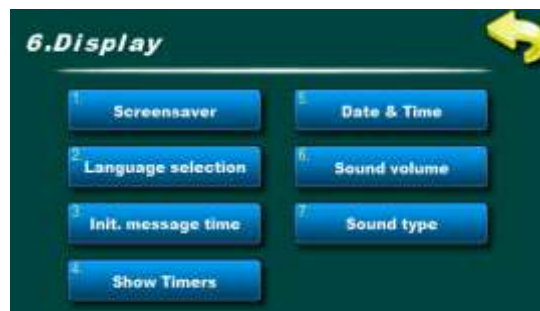 6.Display
1.
Screensaver
2.
Language selection
3.
Init. message time
4.
Show Timers
5.
Date & Time
6.
Sound volume
7.
Sound type